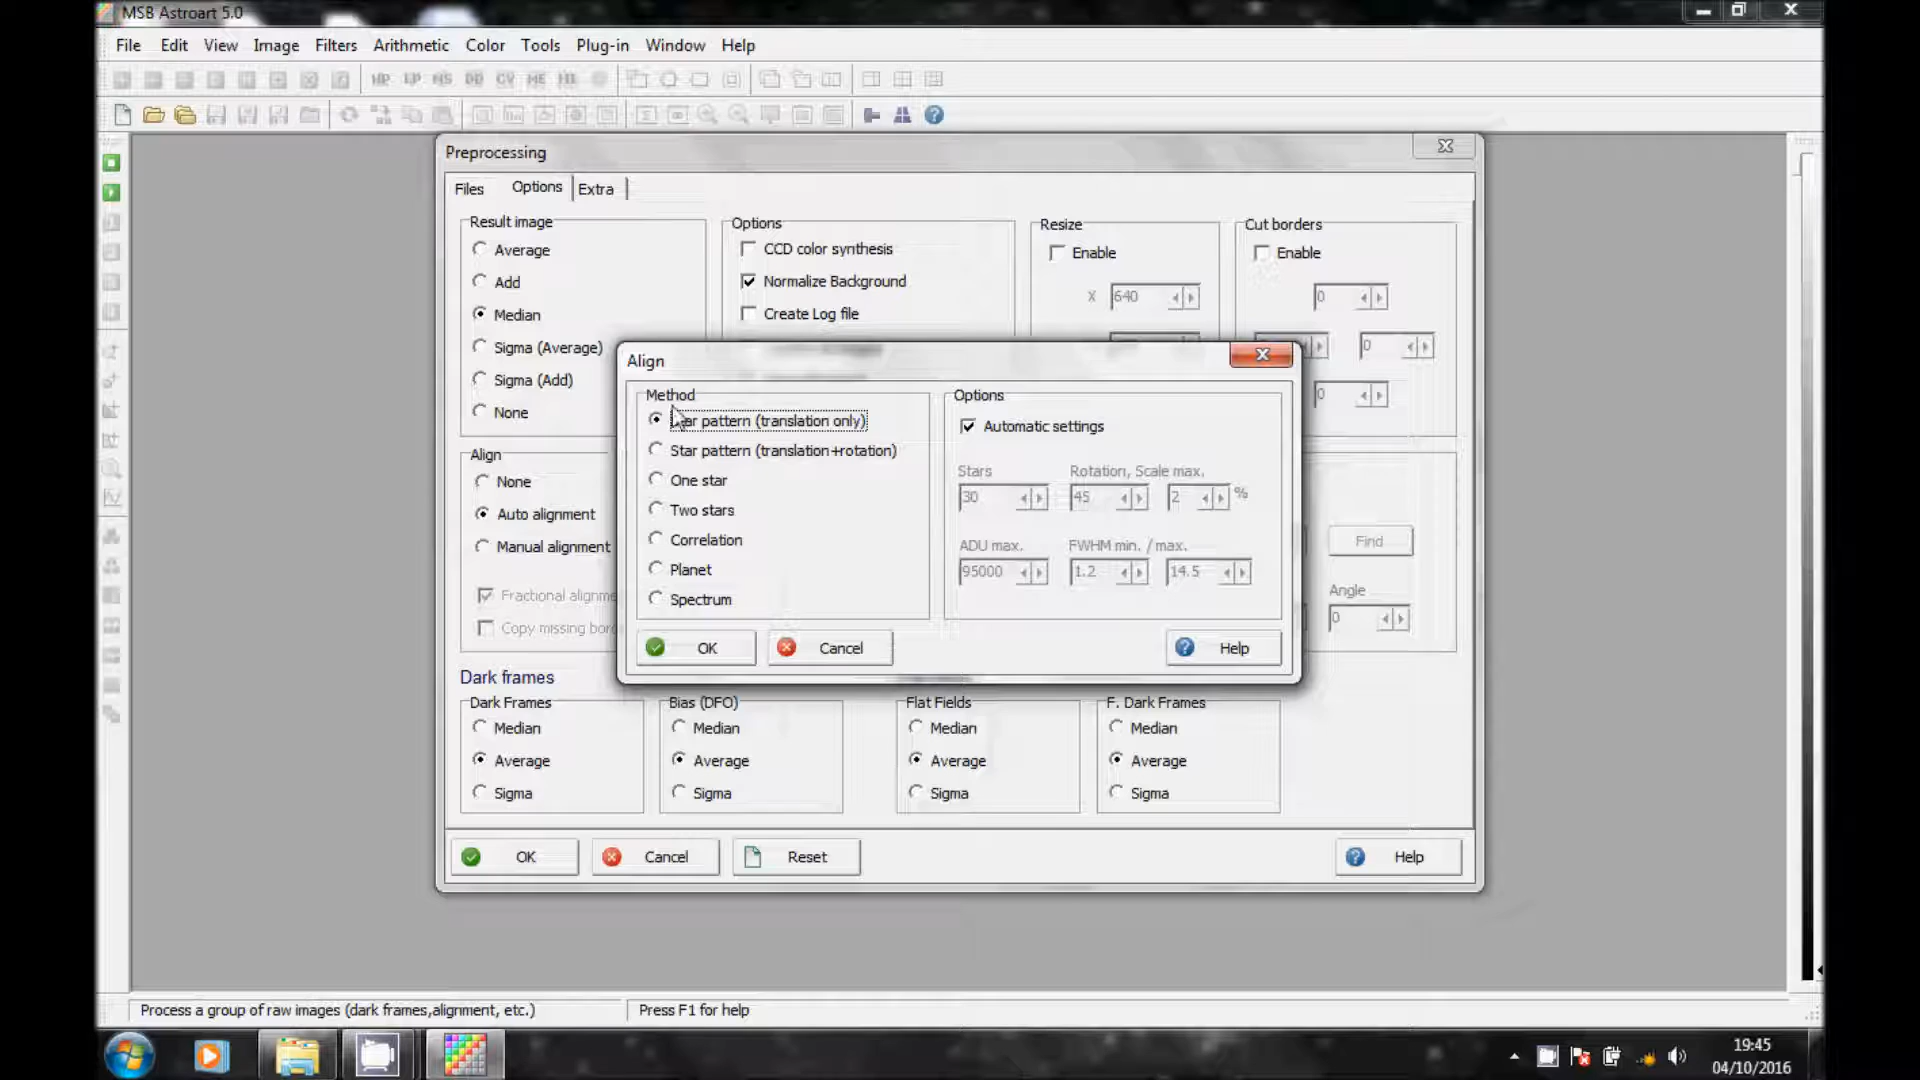 MSB Astroart 5.0
File Edit View Image Filters Arithmetic Color Tools Plug-in Window Help
Preprocessing
Files Options Extra
Result image
Average
Add
Median
Sigma (Average)
Sigma (Add)
None
Options
CCD color synthesis
Normalize Background
Create Log file
Resize
Enable
X 640
Cut borders
Enable
0
0
0
Align
None
Auto alignment
Manual alignment
Fractional alignme
Copy missing bor
Align
Method
ar pattern (translation only)
Star pattern (translation+rotation)
One star
Two stars
Correlation
Planet
Spectrum
Options
Automatic settings
Stars Rotation, Scale max.
30 45 2 %
ADU max. FWHM min. / max.
95000 1.2 14.5
OK Cancel Help
Find
Angle
0
Dark frames
Dark Frames
Median
Average
Sigma
Bias (DFO)
Median
Average
Sigma
Flat Fields
Median
Average
Sigma
F. Dark Frames
Median
Average
Sigma
OK Cancel Reset Help
Process a group of raw images (dark frames,alignment, etc.) Press F1 for help
19:45
04/10/2016